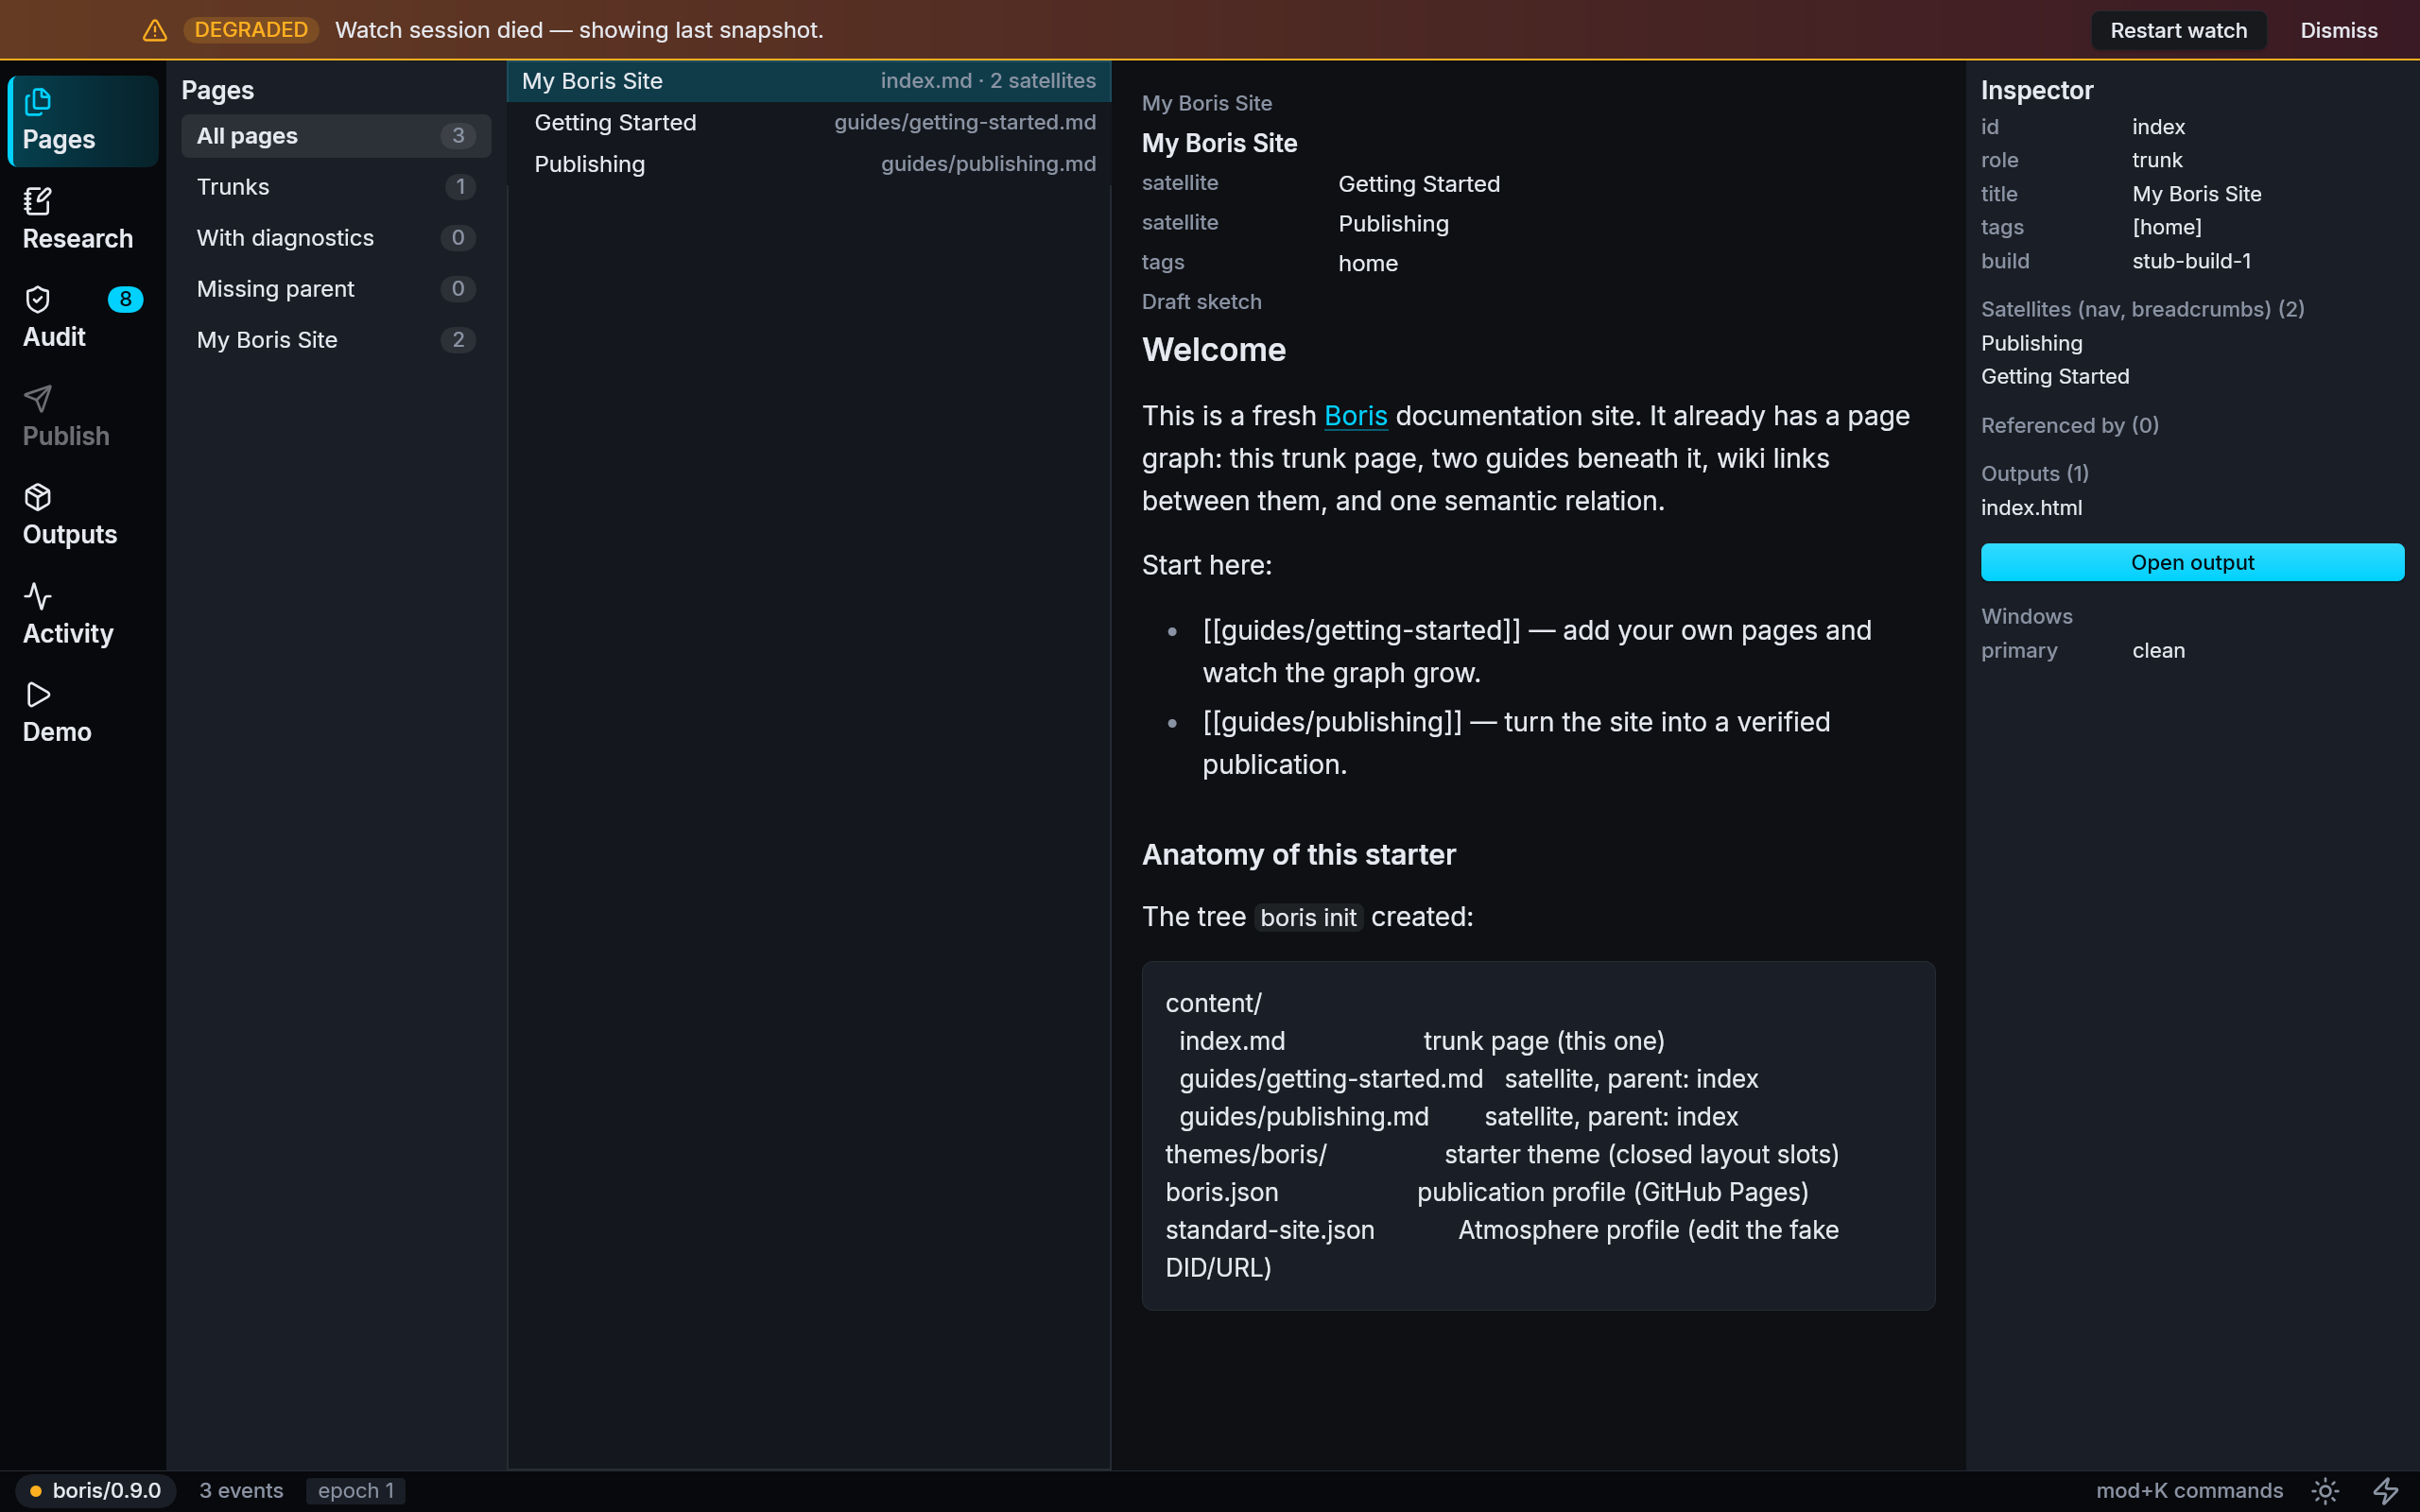 DEGRADED Watch session died — showing last snapshot. Restart watch Dismiss
Pages
Research
8
Audit
Publish
Outputs
Activity
Demo
Pages
All pages 3
Trunks 1
With diagnostics 0
Missing parent 0
My Boris Site 2
My Boris Site index.md · 2 satellites
Getting Started guides/getting-started.md
Publishing guides/publishing.md
My Boris Site
My Boris Site
satellite Getting Started
satellite Publishing
tags home
Draft sketch
Welcome
This is a fresh Boris documentation site. It already has a page
graph: this trunk page, two guides beneath it, wiki links
between them, and one semantic relation.
Start here:
• [[guides/getting-started]] — add your own pages and
watch the graph grow.
• [[guides/publishing]] — turn the site into a verified
publication.
Anatomy of this starter
The tree boris init created:
content/
index.md trunk page (this one)
guides/getting-started.md satellite, parent: index
guides/publishing.md satellite, parent: index
themes/boris/ starter theme (closed layout slots)
boris.json publication profile (GitHub Pages)
standard-site.json Atmosphere profile (edit the fake
DID/URL)
Inspector
id index
role trunk
title My Boris Site
tags [home]
build stub-build-1
Satellites (nav, breadcrumbs) (2)
Publishing
Getting Started
Referenced by (0)
Outputs (1)
index.html
Open output
Windows
primary clean
boris/0.9.0 3 events epoch 1 mod+K commands